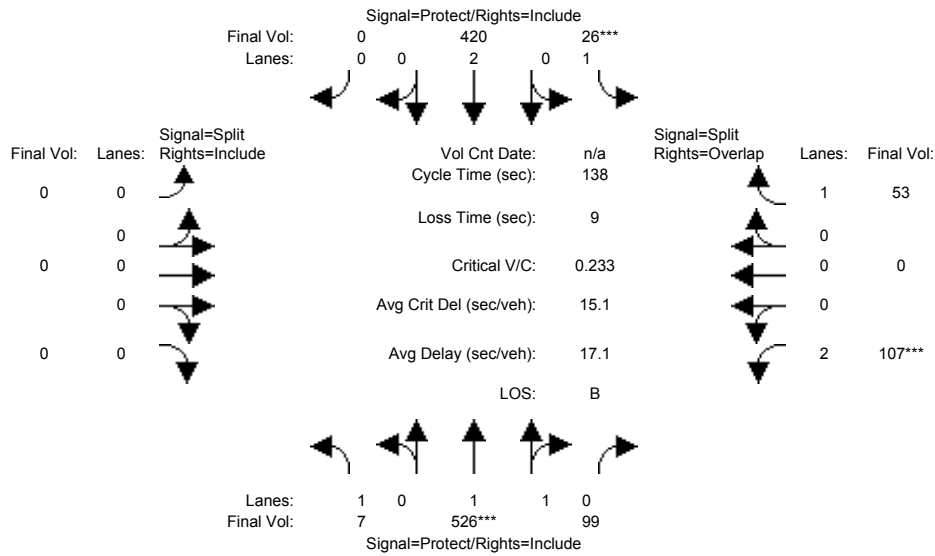 Signal=Protect/Rights=Include
Final Vol: 0 420 26***
Lanes: 0 0 2 0 1
Signal=Split Signal=Split
Final Vol: Lanes: Rights=Include Vol Cnt Date: n/a Rights=Overlap Lanes: Final Vol:
Cycle Time (sec): 138
0 0 1 53
Loss Time (sec): 9
0 0
0 0 Critical V/C: 0.233 0 0
0 Avg Crit Del (sec/veh): 15.1 0
0 0 Avg Delay (sec/veh): 17.1 2 107***
LOS: B
Lanes: 1 0 1 1 0
Final Vol: 7 526*** 99
Signal=Protect/Rights=Include